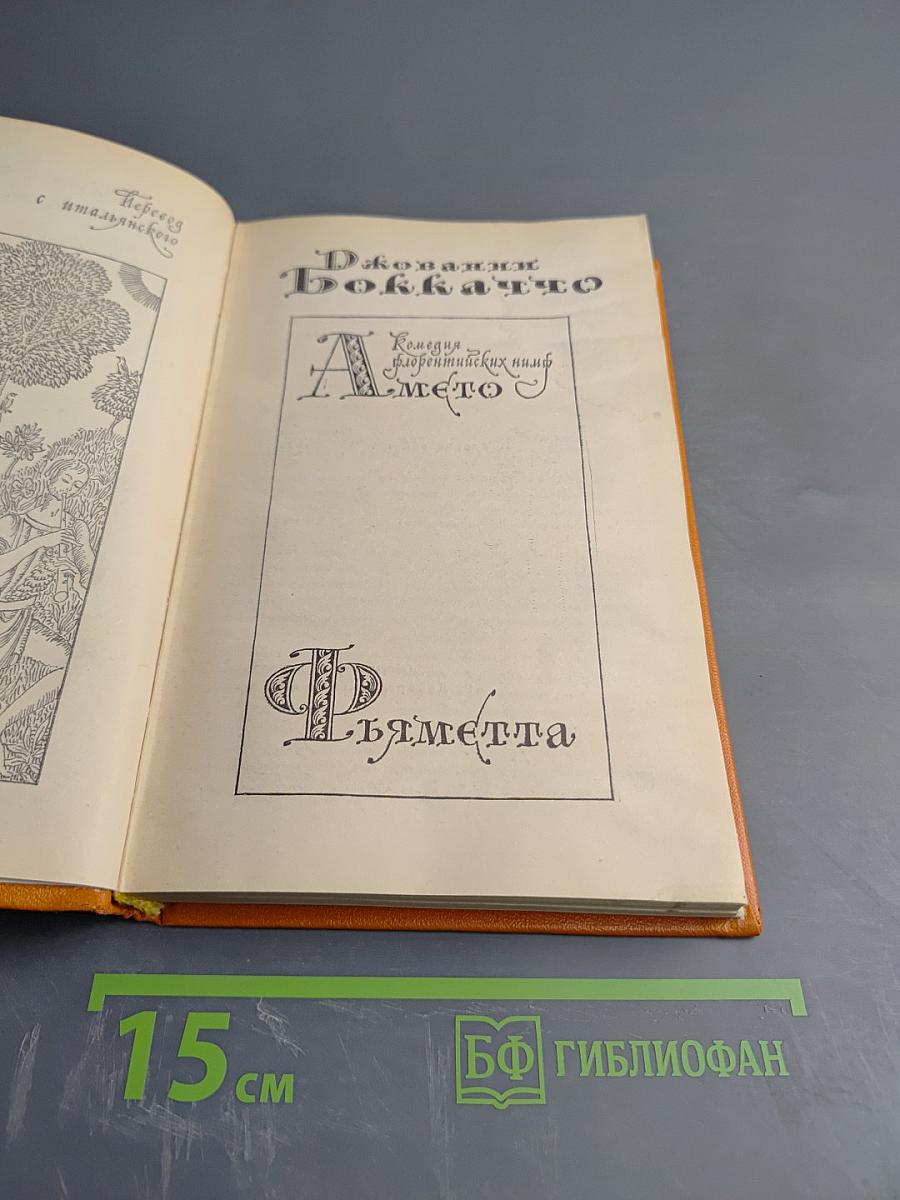 Перевод
с итальянского
Джованни
Боккаччо
Комедия
флорентийских нимф
Амето
Фьяметта
15 см
БФ ГИБЛИОФАН